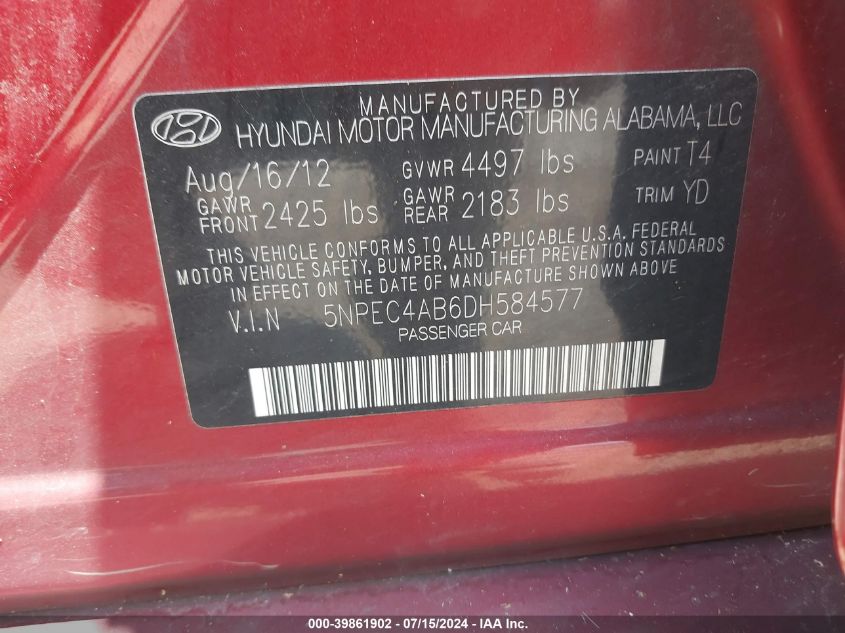 MANUFACTURED BY
HYUNDAI MOTOR MANUFACTURING ALABAMA, LLC
Aug/16/12 GVWR 4497 lbs PAINT T4
GAWR FRONT 2425 lbs GAWR REAR 2183 lbs TRIM YD
THIS VEHICLE CONFORMS TO ALL APPLICABLE U.S.A. FEDERAL
MOTOR VEHICLE SAFETY, BUMPER, AND THEFT PREVENTION STANDARDS
IN EFFECT ON THE DATE OF MANUFACTURE SHOWN ABOVE
V.I.N 5NPEC4AB6DH584577
PASSENGER CAR
000-39861902 - 07/15/2024 - www.iaai.com